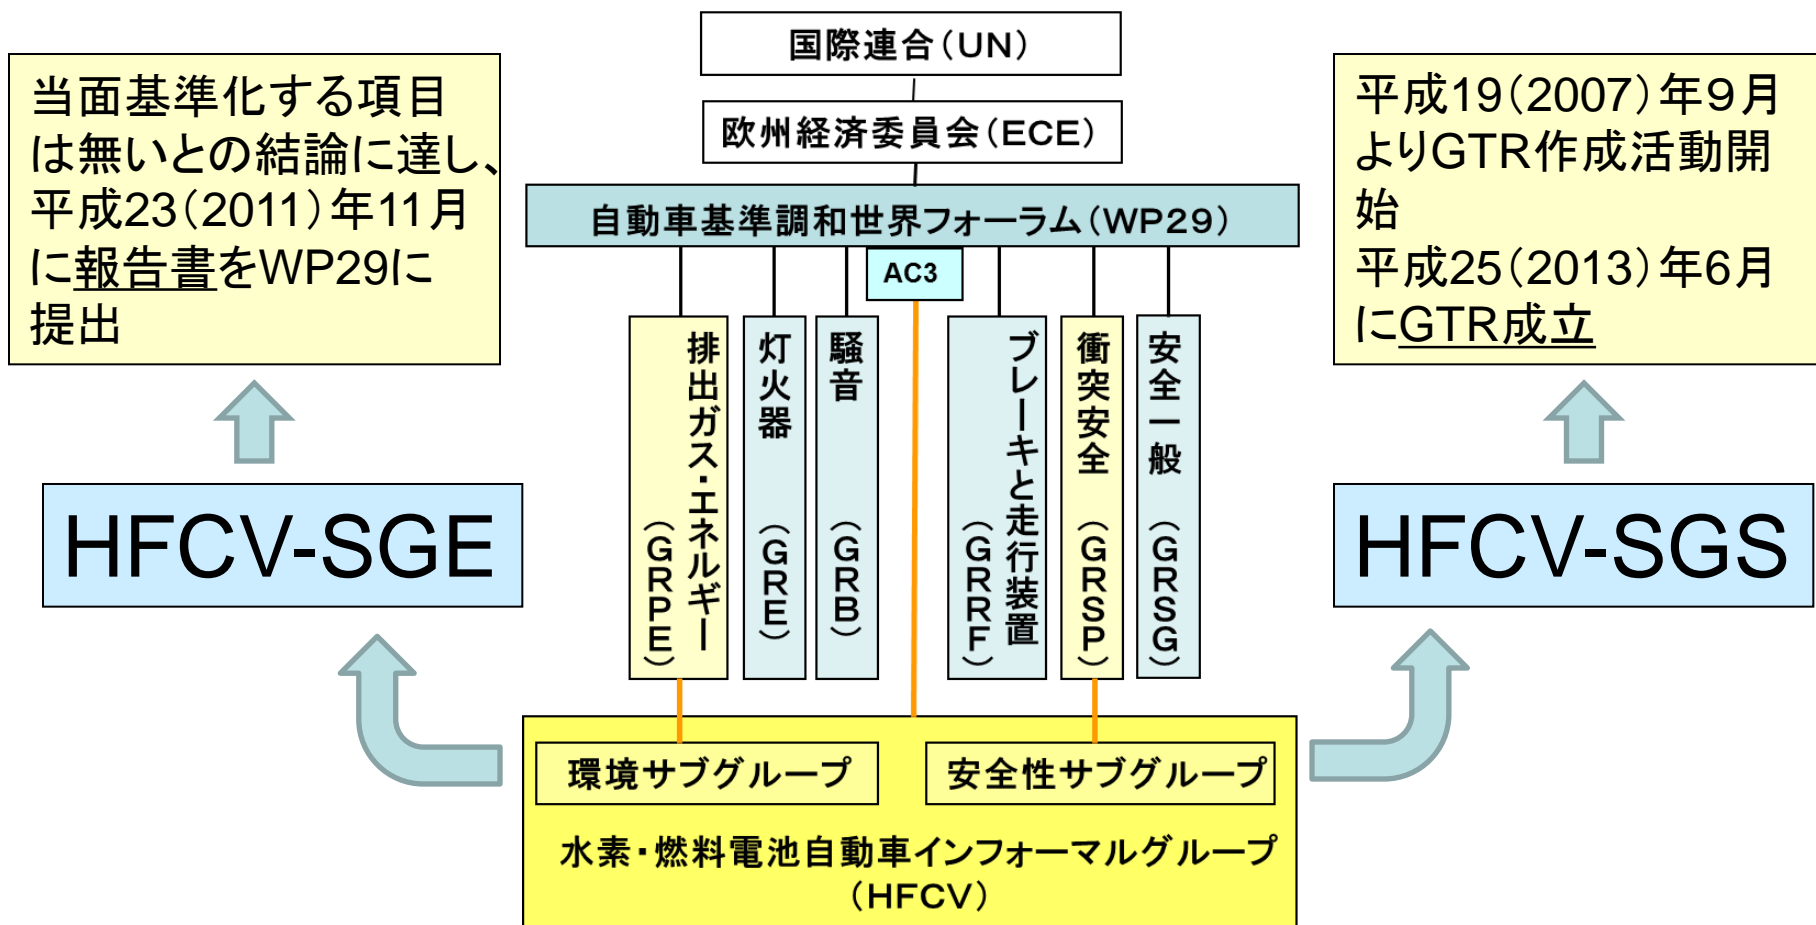 国際連合(UN)
欧州経済委員会(ECE)
自動車基準調和世界フォーラム(WP29)
AC3
当面基準化する項目
は無いとの結論に達し、
平成23(2011)年11月
に報告書をWP29に
提出
平成19(2007)年9月
よりGTR作成活動開
始
平成25(2013)年6月
にGTR成立
排出ガス・エネルギー
(GRPE)
灯火器(GRE)
騒音(GRB)
ブレーキと走行装置
(GRRF)
衝突安全(GRSP)
安全一般(GRSG)
HFCV-SGE
HFCV-SGS
環境サブグループ
安全性サブグループ
水素・燃料電池自動車インフォーマルグループ
(HFCV)